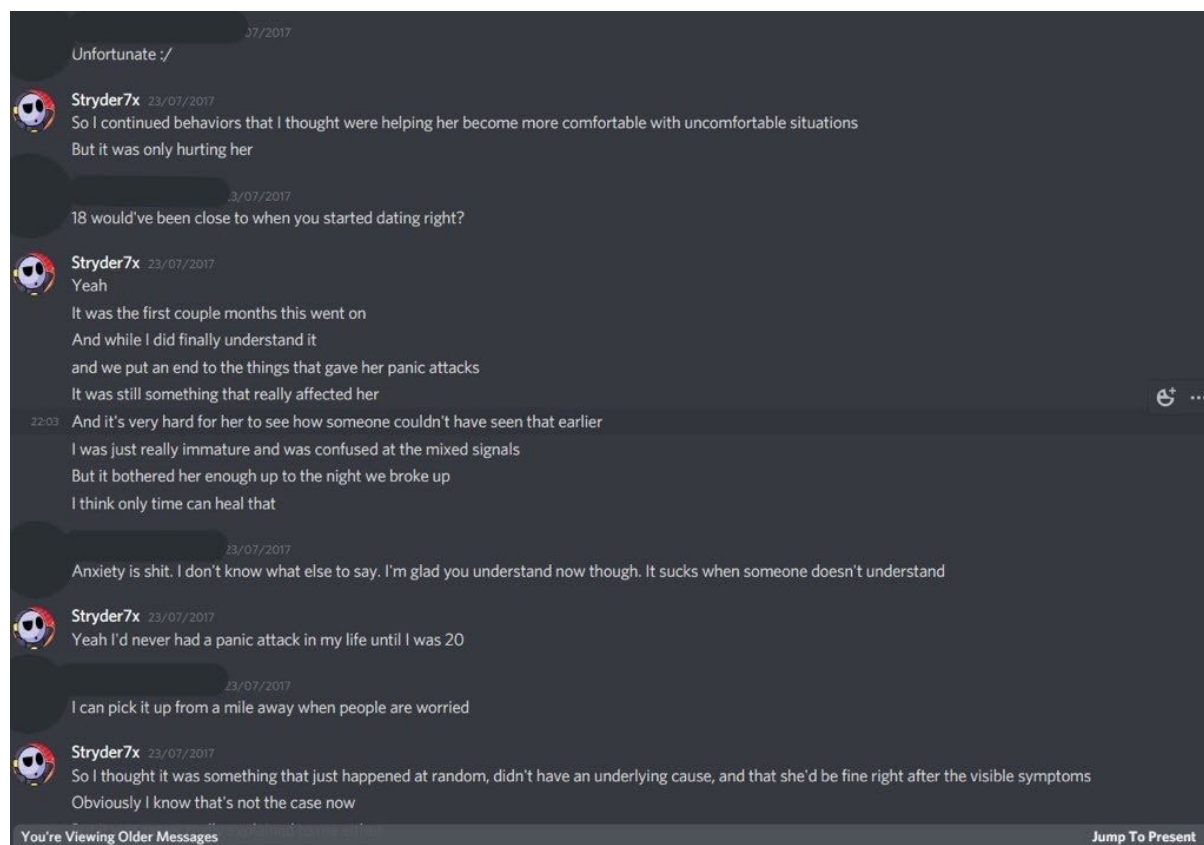 07/2017
Unfortunate :/
Stryder7x 23/07/2017
So I continued behaviors that I thought were helping her become more comfortable with uncomfortable situations
But it was only hurting her
3/07/2017
18 would've been close to when you started dating right?
Stryder7x 23/07/2017
Yeah
It was the first couple months this went on
And while I did finally understand it
and we put an end to the things that gave her panic attacks
It was still something that really affected her
22:03 And it's very hard for her to see how someone couldn't have seen that earlier
I was just really immature and was confused at the mixed signals
But it bothered her enough up to the night we broke up
I think only time can heal that
23/07/2017
Anxiety is shit. I don't know what else to say. I'm glad you understand now though. It sucks when someone doesn't understand
Stryder7x 23/07/2017
Yeah I'd never had a panic attack in my life until I was 20
23/07/2017
I can pick it up from a mile away when people are worried
Stryder7x 23/07/2017
So I thought it was something that just happened at random, didn't have an underlying cause, and that she'd be fine right after the visible symptoms
Obviously I know that's not the case now
You're Viewing Older Messages
Jump To Present